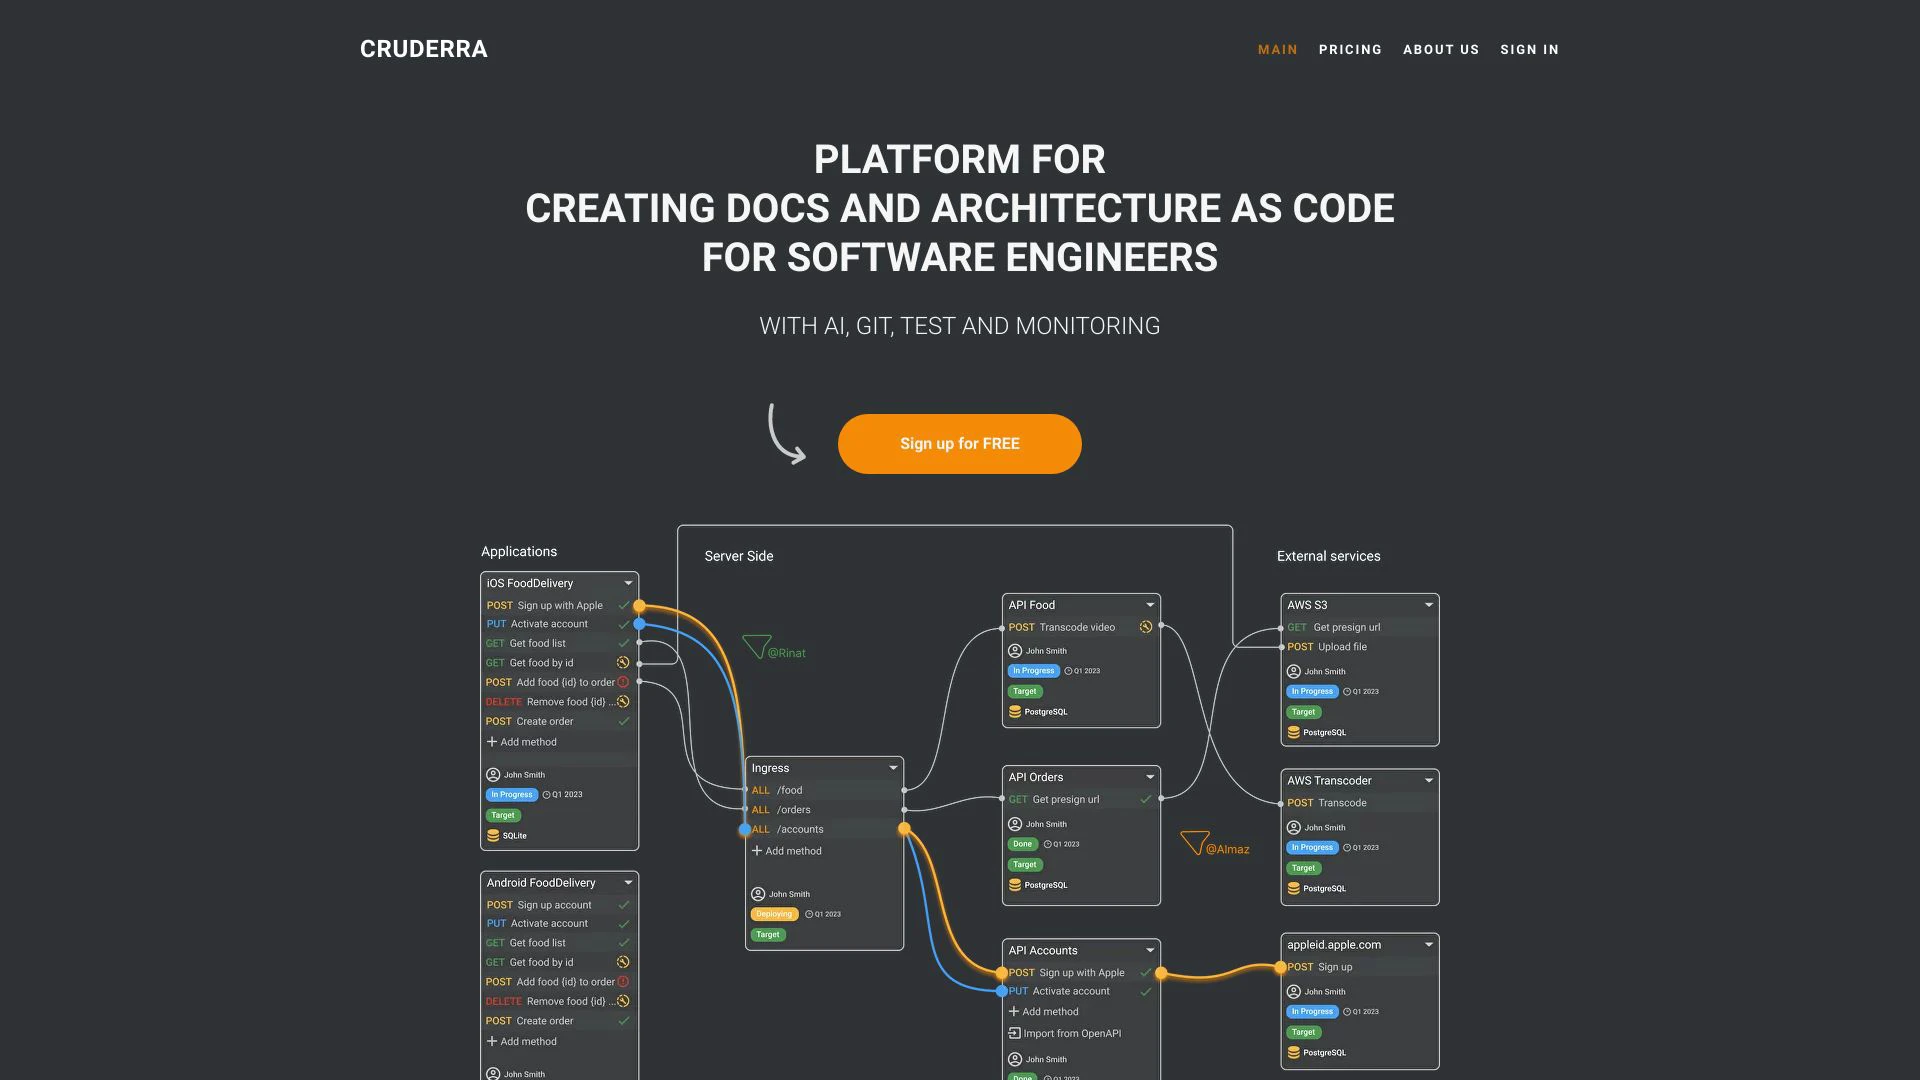 CRUDERRA
MAIN PRICING ABOUT US SIGN IN
PLATFORM FOR
CREATING DOCS AND ARCHITECTURE AS CODE
FOR SOFTWARE ENGINEERS
WITH AI, GIT, TEST AND MONITORING
Sign up for FREE
Applications
iOS FoodDelivery
POST Sign up with Apple
PUT Activate account
GET Get food list
GET Get food by id
POST Add food {id} to order
DELETE Remove food {id} ...
POST Create order
Add method
John Smith
In Progress Q1 2023
Target
SQLite
Android FoodDelivery
POST Sign up account
PUT Activate account
GET Get food list
GET Get food by id
POST Add food {id} to order
DELETE Remove food {id} ...
POST Create order
Add method
John Smith
Server Side
@Rinat
Ingress
ALL /food
ALL /orders
ALL /accounts
Add method
John Smith
Deploying Q1 2023
Target
API Food
POST Transcode video
John Smith
In Progress Q1 2023
Target
PostgreSQL
API Orders
GET Get presign url
John Smith
Done Q1 2023
Target
PostgreSQL
@Almaz
API Accounts
POST Sign up with Apple
PUT Activate account
Add method
Import from OpenAPI
John Smith
Done Q1 2023
External services
AWS S3
GET Get presign url
POST Upload file
John Smith
In Progress Q1 2023
Target
PostgreSQL
AWS Transcoder
POST Transcode
John Smith
In Progress Q1 2023
Target
PostgreSQL
appleid.apple.com
POST Sign up
John Smith
In Progress Q1 2023
Target
PostgreSQL